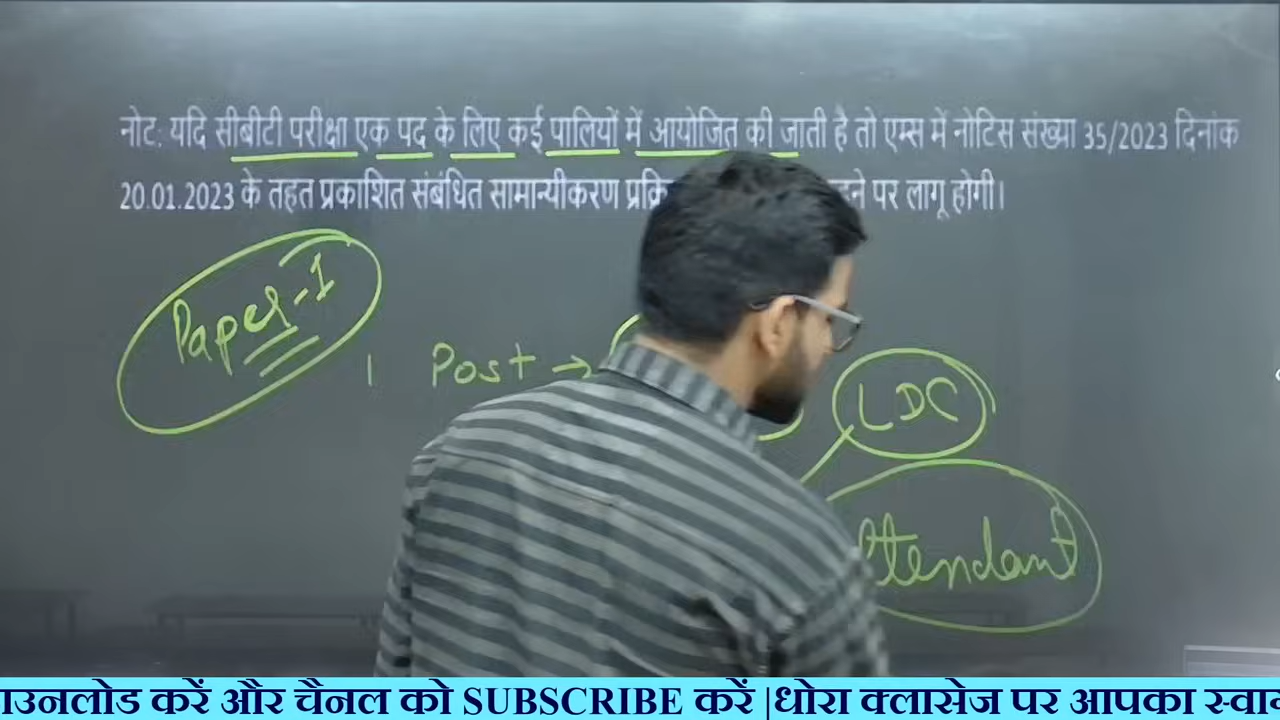 नोट: यदि सीबीटी परीक्षा एक पद के लिए कई पालियों में आयोजित की जाती है तो एम्स में नोटिस संख्या 35/2023 दिनांक
20.01.2023 के तहत प्रकाशित संबंधित सामान्यीकरण पर लागू होगी।
Paper-I
1 Post →
LDC
ttendant
करें और चैनल को SUBSCRIBE करें |धोरा क्लासेज पर आपका